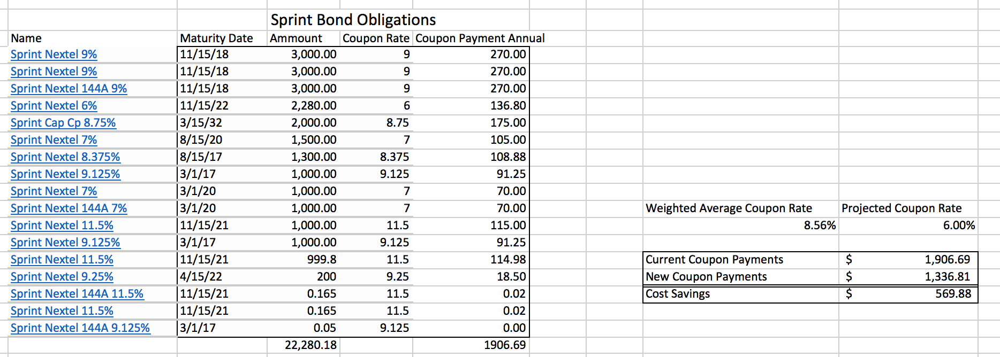 Sprint Bond Obligations
Name Maturity Date Ammount Coupon Rate Coupon Payment Annual
Sprint Nextel 9% 11/15/18 3,000.00 9 270.00
Sprint Nextel 9% 11/15/18 3,000.00 9 270.00
Sprint Nextel 144A 9% 11/15/18 3,000.00 9 270.00
Sprint Nextel 6% 11/15/22 2,280.00 6 136.80
Sprint Cap Cp 8.75% 3/15/32 2,000.00 8.75 175.00
Sprint Nextel 7% 8/15/20 1,500.00 7 105.00
Sprint Nextel 8.375% 8/15/17 1,300.00 8.375 108.88
Sprint Nextel 9.125% 3/1/17 1,000.00 9.125 91.25
Sprint Nextel 7% 3/1/20 1,000.00 7 70.00
Sprint Nextel 144A 7% 3/1/20 1,000.00 7 70.00 Weighted Average Coupon Rate Projected Coupon Rate
Sprint Nextel 11.5% 11/15/21 1,000.00 11.5 115.00 8.56% 6.00%
Sprint Nextel 9.125% 3/1/17 1,000.00 9.125 91.25
Sprint Nextel 11.5% 11/15/21 999.8 11.5 114.98 Current Coupon Payments $ 1,906.69
Sprint Nextel 9.25% 4/15/22 200 9.25 18.50 New Coupon Payments $ 1,336.81
Sprint Nextel 144A 11.5% 11/15/21 0.165 11.5 0.02 Cost Savings $ 569.88
Sprint Nextel 11.5% 11/15/21 0.165 11.5 0.02
Sprint Nextel 144A 9.125% 3/1/17 0.05 9.125 0.00
22,280.18 1906.69